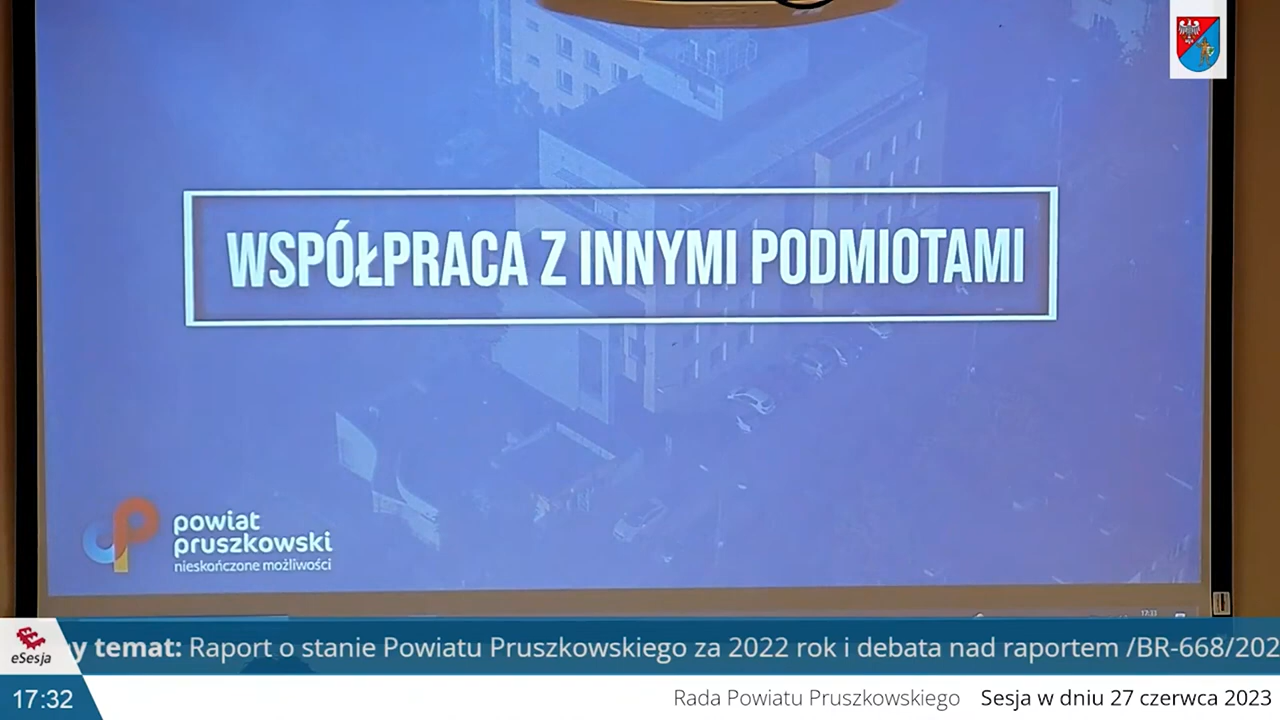 WSPÓŁPRACA Z INNYMI PODMIOTAMI
powiat
pruszkowski
nieskończone możliwości
eSesja
y temat: Raport o stanie Powiatu Pruszkowskiego za 2022 rok i debata nad raportem /BR-668/202
17:32
Rada Powiatu Pruszkowskiego Sesja w dniu 27 czerwca 2023